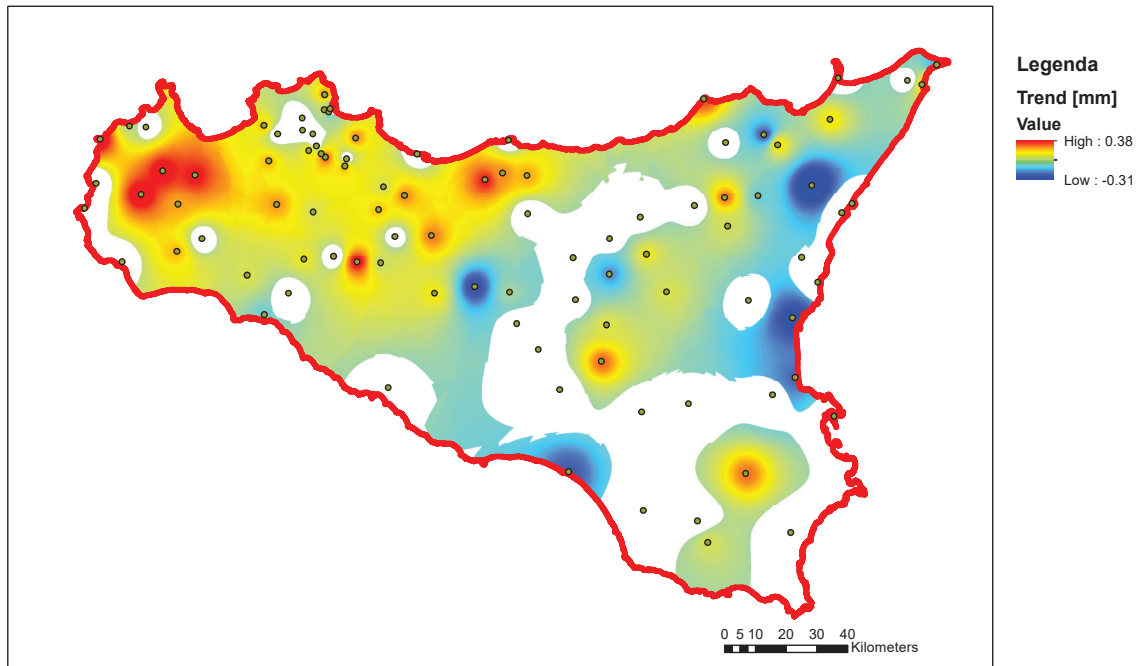 Legenda
Trend [mm]
Value
High : 0.38
Low : -0.31
0 5 10 20 30 40
Kilometers